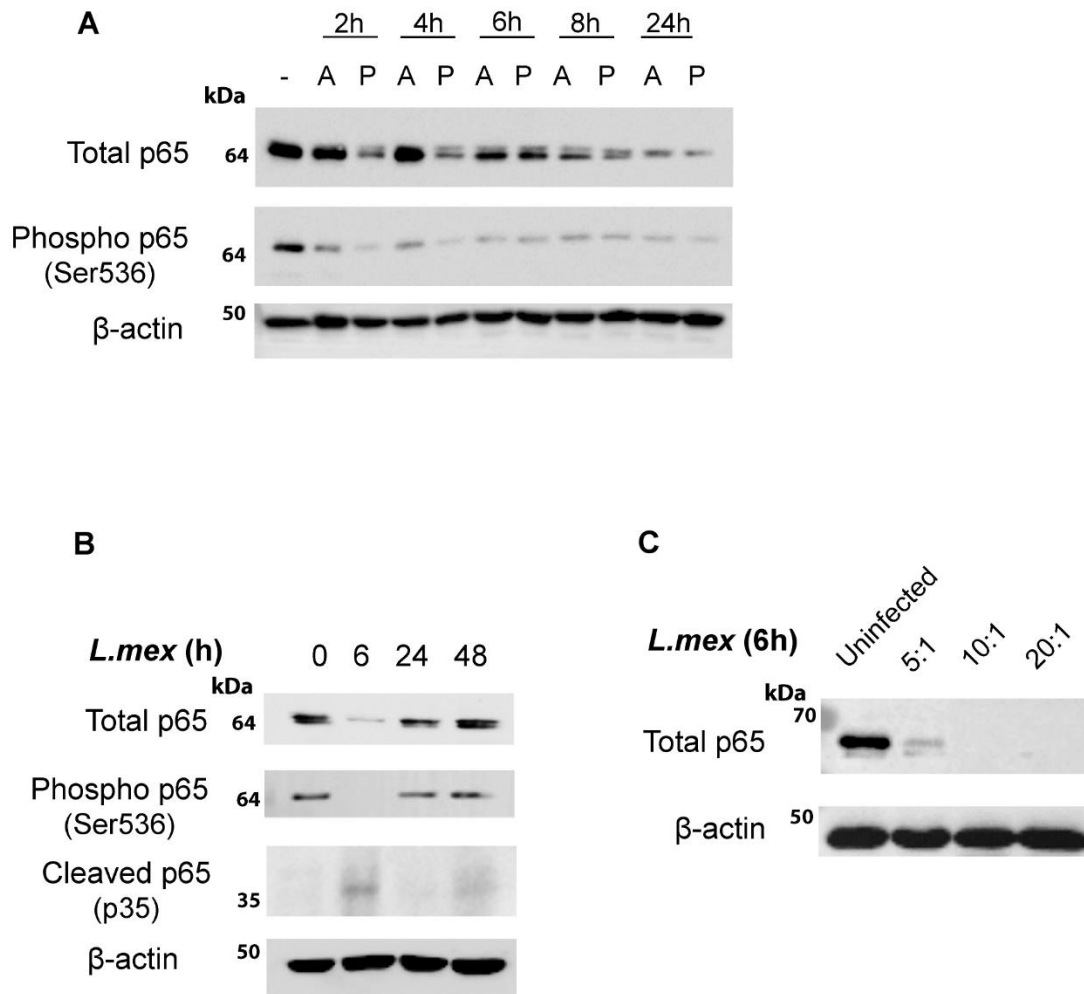 A
2h 4h 6h 8h 24h
- A P A P A P A P A P
kDa
Total p65 64
Phospho p65
(Ser536)
64
β-actin 50
B
L.mex (h) 0 6 24 48
kDa
Total p65 64
Phospho p65
(Ser536)
64
Cleaved p65
(p35)
35
β-actin 50
C
L.mex (6h) Uninfected 5:1 10:1 20:1
kDa
70
Total p65
β-actin 50